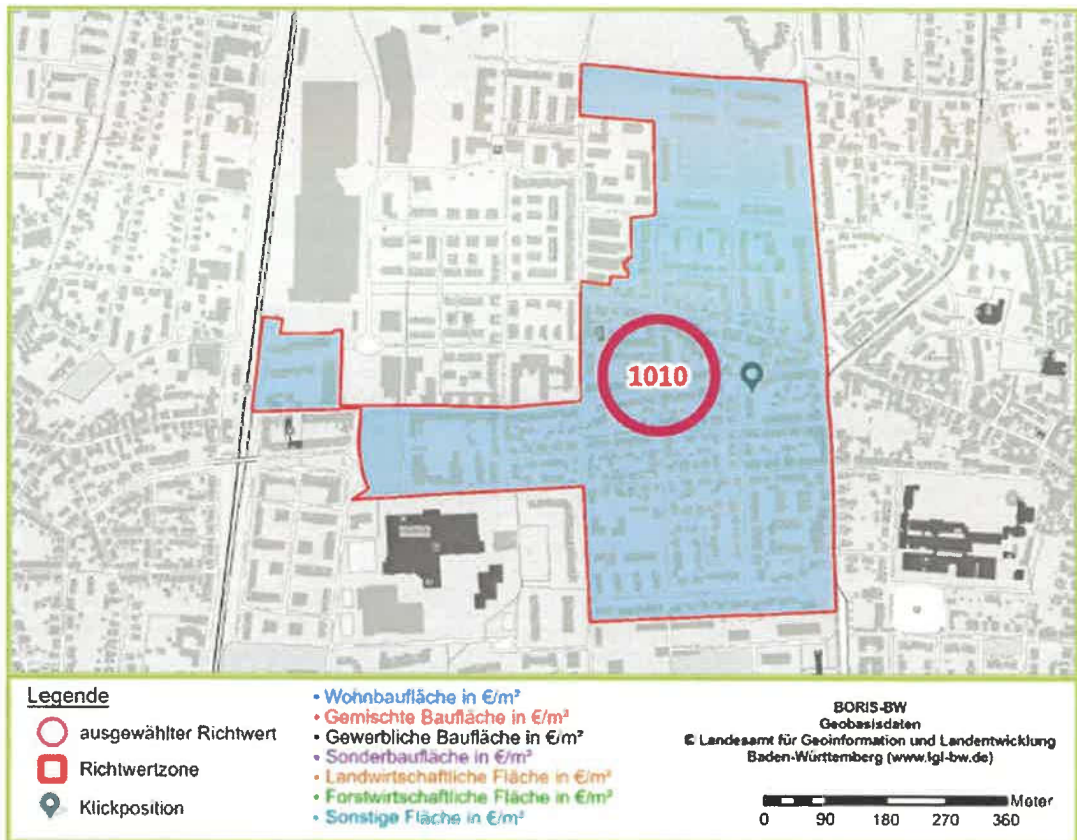 1010
Legende
ausgewählter Richtwert
Richtwertzone
Klickposition
• Wohnbaufläche in €/m²
• Gemischte Baufläche in €/m²
• Gewerbliche Baufläche in €/m²
• Sonderbaufläche in €/m²
• Landwirtschaftliche Fläche in €/m²
• Forstwirtschaftliche Fläche in €/m²
• Sonstige Fläche in €/m²
BORIS-BW
Geobasisdaten
© Landesamt für Geoinformation und Landentwicklung
Baden-Württemberg (www.lgl-bw.de)
Meter
0 90 180 270 360